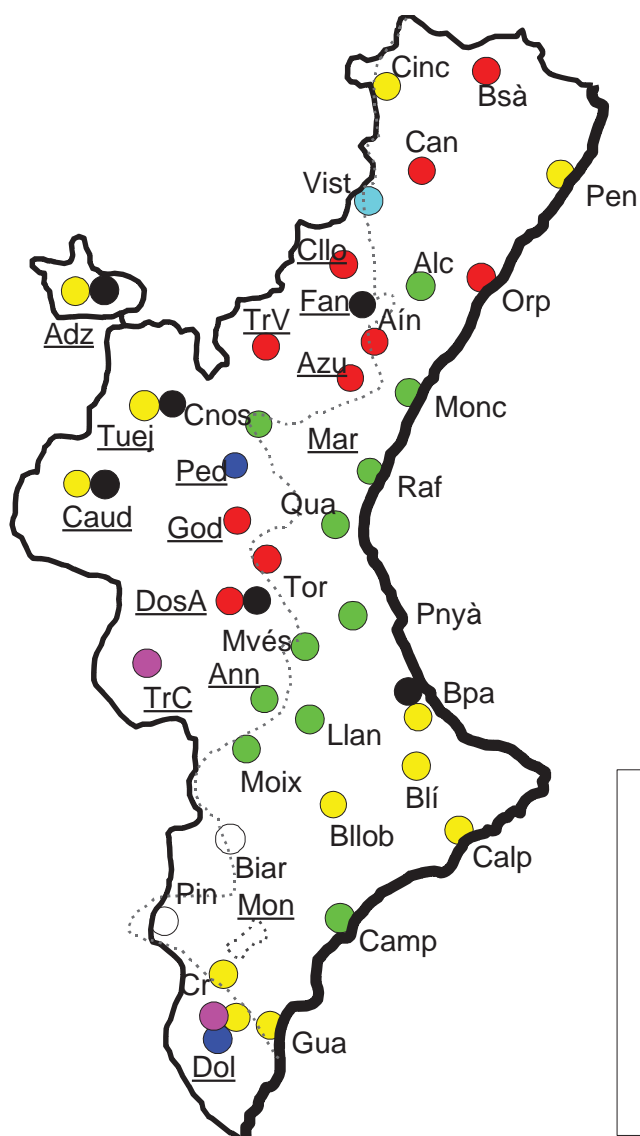 Cinc
Bsà
Can
Vist
Pen
Cllo
Alc
Fan
Orp
TrV
Aín
Adz
Azu
Monc
Cnos
Tuej
Mar
Ped
Raf
Qua
Caud
God
Tor
DosA
Pnyà
Mvés
Ann
TrC
Bpa
Llan
Moix
Blí
Bllob
Calp
Biar
Pin
Mon
Camp
Cr
Gua
Dol